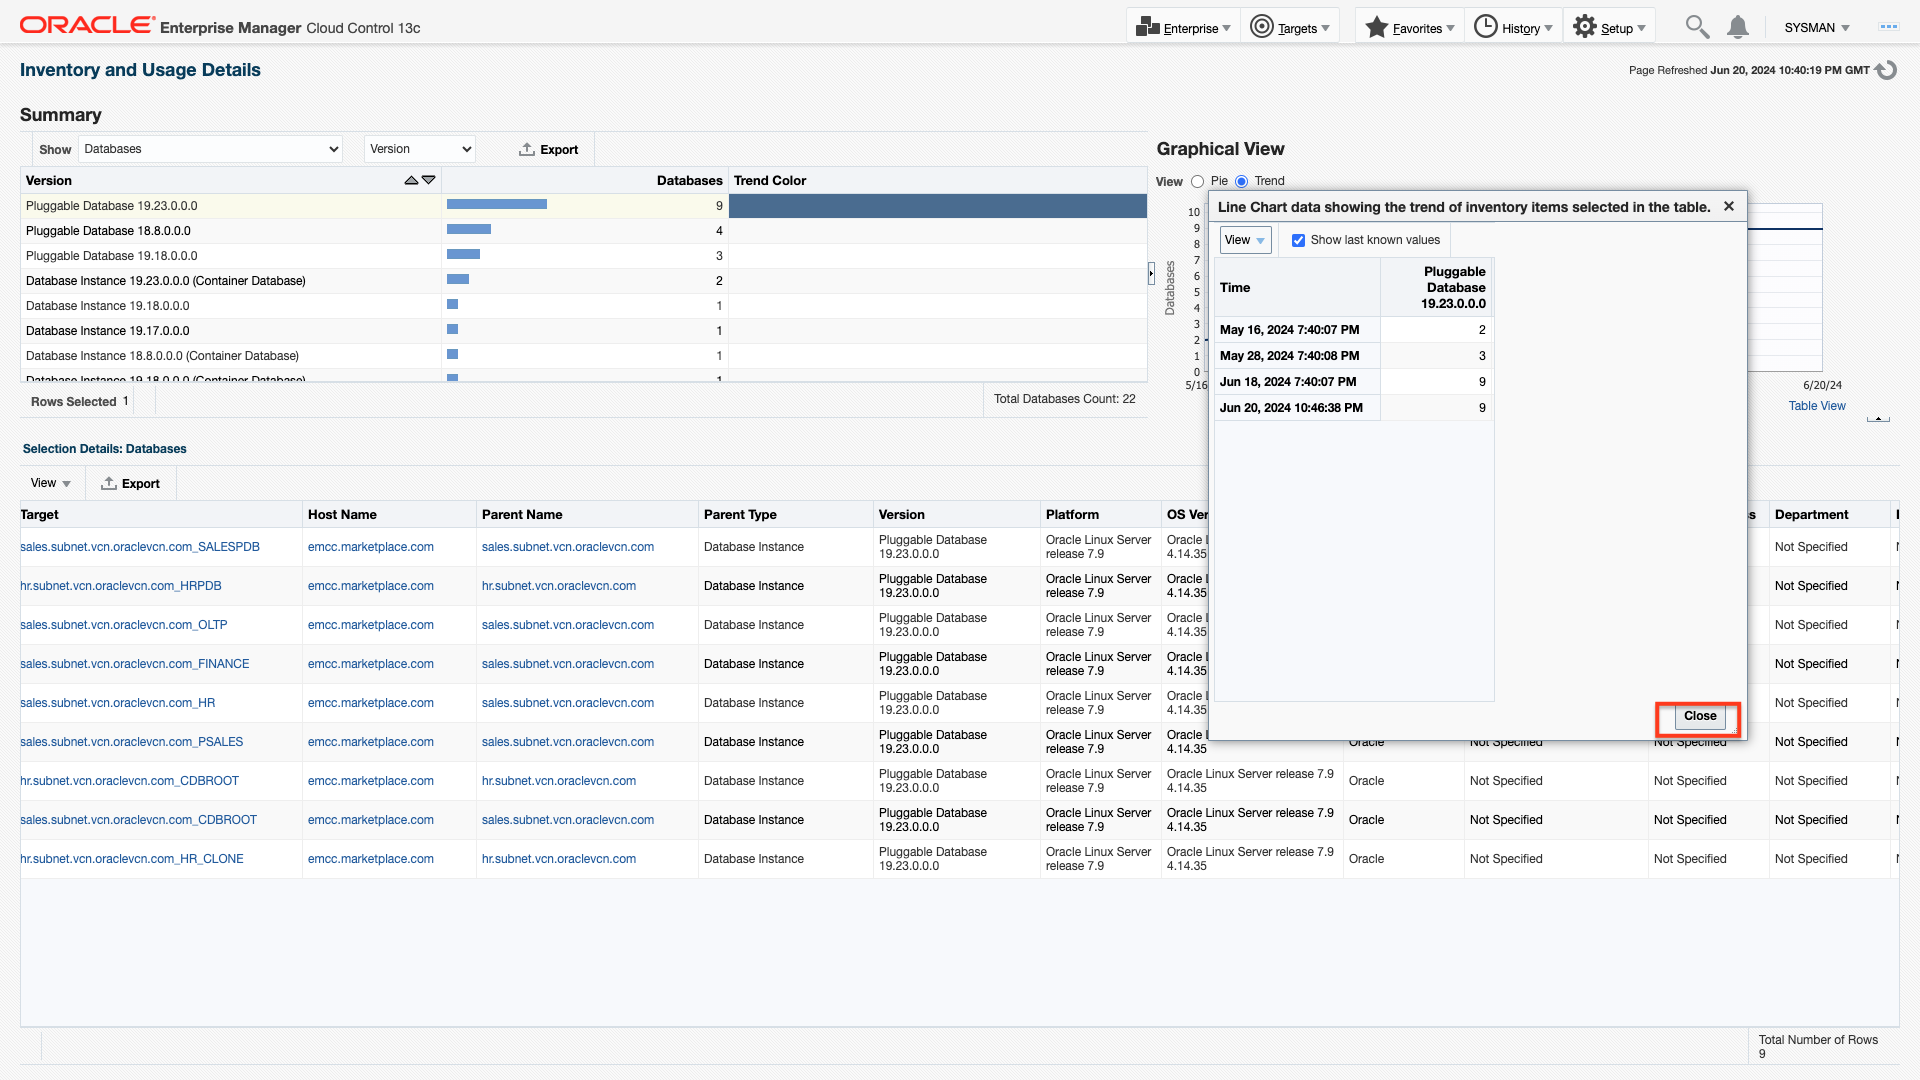 ORACLE Enterprise Manager Cloud Control 13c
Enterprise
Targets
Favorites
History
Setup
SYSMAN
Inventory and Usage Details
Page Refreshed Jun 20, 2024 10:40:19 PM GMT
Summary
Show Databases Version Export
Version Databases Trend Color
Pluggable Database 19.23.0.0.0 9
Pluggable Database 18.8.0.0.0 4
Pluggable Database 19.18.0.0.0 3
Database Instance 19.23.0.0.0 (Container Database) 2
Database Instance 19.18.0.0.0 1
Database Instance 19.17.0.0.0 1
Database Instance 18.8.0.0.0 (Container Database) 1
Database Instance 19.18.0.0.0 (Container Database) 1
Rows Selected 1
Total Databases Count: 22
Graphical View
View Pie Trend
Databases
10
9
8
7
6
5
4
3
2
1
0
5/16
6/20/24
Table View
Line Chart data showing the trend of inventory items selected in the table.
View Show last known values
Time
Pluggable
Database
19.23.0.0.0
May 16, 2024 7:40:07 PM 2
May 28, 2024 7:40:08 PM 3
Jun 18, 2024 7:40:07 PM 9
Jun 20, 2024 10:46:38 PM 9
Close
Selection Details: Databases
View Export
Target Host Name Parent Name Parent Type Version Platform OS Ver s Department
sales.subnet.vcn.oraclevcn.com_SALESPDB emcc.marketplace.com sales.subnet.vcn.oraclevcn.com Database Instance Pluggable Database Oracle Linux Server Oracle L Not Specified
19.23.0.0.0 release 7.9 4.14.35
hr.subnet.vcn.oraclevcn.com_HRPDB emcc.marketplace.com hr.subnet.vcn.oraclevcn.com Database Instance Pluggable Database Oracle Linux Server Oracle L Not Specified
19.23.0.0.0 release 7.9 4.14.35
sales.subnet.vcn.oraclevcn.com_OLTP emcc.marketplace.com sales.subnet.vcn.oraclevcn.com Database Instance Pluggable Database Oracle Linux Server Oracle L Not Specified
19.23.0.0.0 release 7.9 4.14.35
sales.subnet.vcn.oraclevcn.com_FINANCE emcc.marketplace.com sales.subnet.vcn.oraclevcn.com Database Instance Pluggable Database Oracle Linux Server Oracle L Not Specified
19.23.0.0.0 release 7.9 4.14.35
sales.subnet.vcn.oraclevcn.com_HR emcc.marketplace.com sales.subnet.vcn.oraclevcn.com Database Instance Pluggable Database Oracle Linux Server Oracle L Not Specified
19.23.0.0.0 release 7.9 4.14.35
sales.subnet.vcn.oraclevcn.com_PSALES emcc.marketplace.com sales.subnet.vcn.oraclevcn.com Database Instance Pluggable Database Oracle Linux Server Oracle L Oracle Not Specified Not Specified Not Specified
19.23.0.0.0 release 7.9 4.14.35
hr.subnet.vcn.oraclevcn.com_CDBROOT emcc.marketplace.com hr.subnet.vcn.oraclevcn.com Database Instance Pluggable Database Oracle Linux Server Oracle Linux Server release 7.9 Oracle Not Specified Not Specified Not Specified
19.23.0.0.0 release 7.9 4.14.35
sales.subnet.vcn.oraclevcn.com_CDBROOT emcc.marketplace.com sales.subnet.vcn.oraclevcn.com Database Instance Pluggable Database Oracle Linux Server Oracle Linux Server release 7.9 Oracle Not Specified Not Specified Not Specified
19.23.0.0.0 release 7.9 4.14.35
hr.subnet.vcn.oraclevcn.com_HR_CLONE emcc.marketplace.com hr.subnet.vcn.oraclevcn.com Database Instance Pluggable Database Oracle Linux Server Oracle Linux Server release 7.9 Oracle Not Specified Not Specified Not Specified
19.23.0.0.0 release 7.9 4.14.35
Total Number of Rows
9